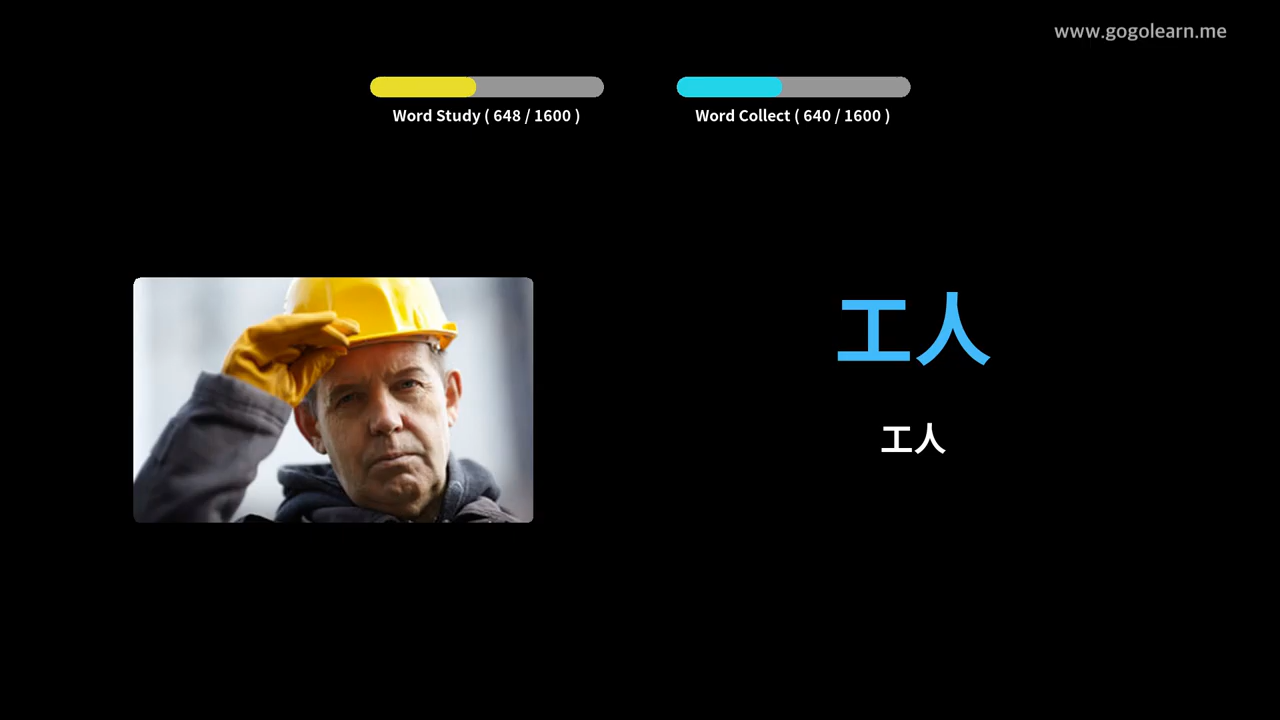 www.gogolearn.me
Word Study ( 648 / 1600 )
Word Collect ( 640 / 1600 )
工人
工人